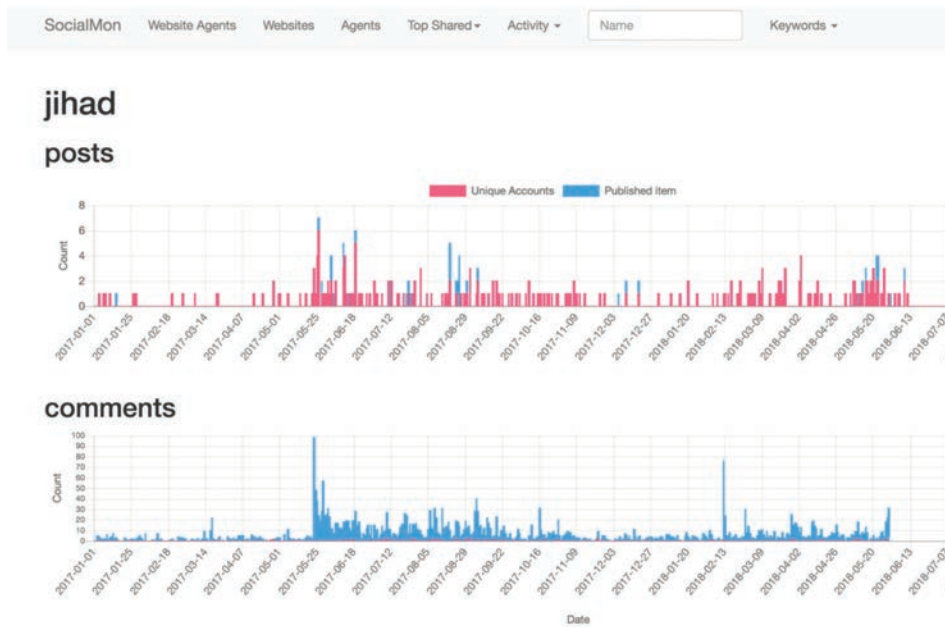 SocialMon Website Agents Websites Agents Top Shared Activity Name Keywords
jihad
posts
Unique Accounts Published item
8
6
4
2
0
Count
2017-01-01 2017-01-25 2017-02-18 2017-03-14 2017-04-07 2017-05-01 2017-05-25 2017-06-18 2017-07-12 2017-08-05 2017-08-29 2017-09-22 2017-10-16 2017-11-09 2017-12-03 2017-12-27 2018-01-20 2018-02-13 2018-03-09 2018-04-02 2018-04-26 2018-05-20 2018-06-13
comments
100
90
80
70
60
50
40
30
20
10
0
Count
2017-01-01 2017-01-25 2017-02-18 2017-03-14 2017-04-07 2017-05-01 2017-05-25 2017-06-18 2017-07-12 2017-08-05 2017-08-29 2017-09-22 2017-10-16 2017-11-09 2017-12-03 2017-12-27 2018-01-20 2018-02-13 2018-03-09 2018-04-02 2018-04-26 2018-05-20 2018-06-13
Date